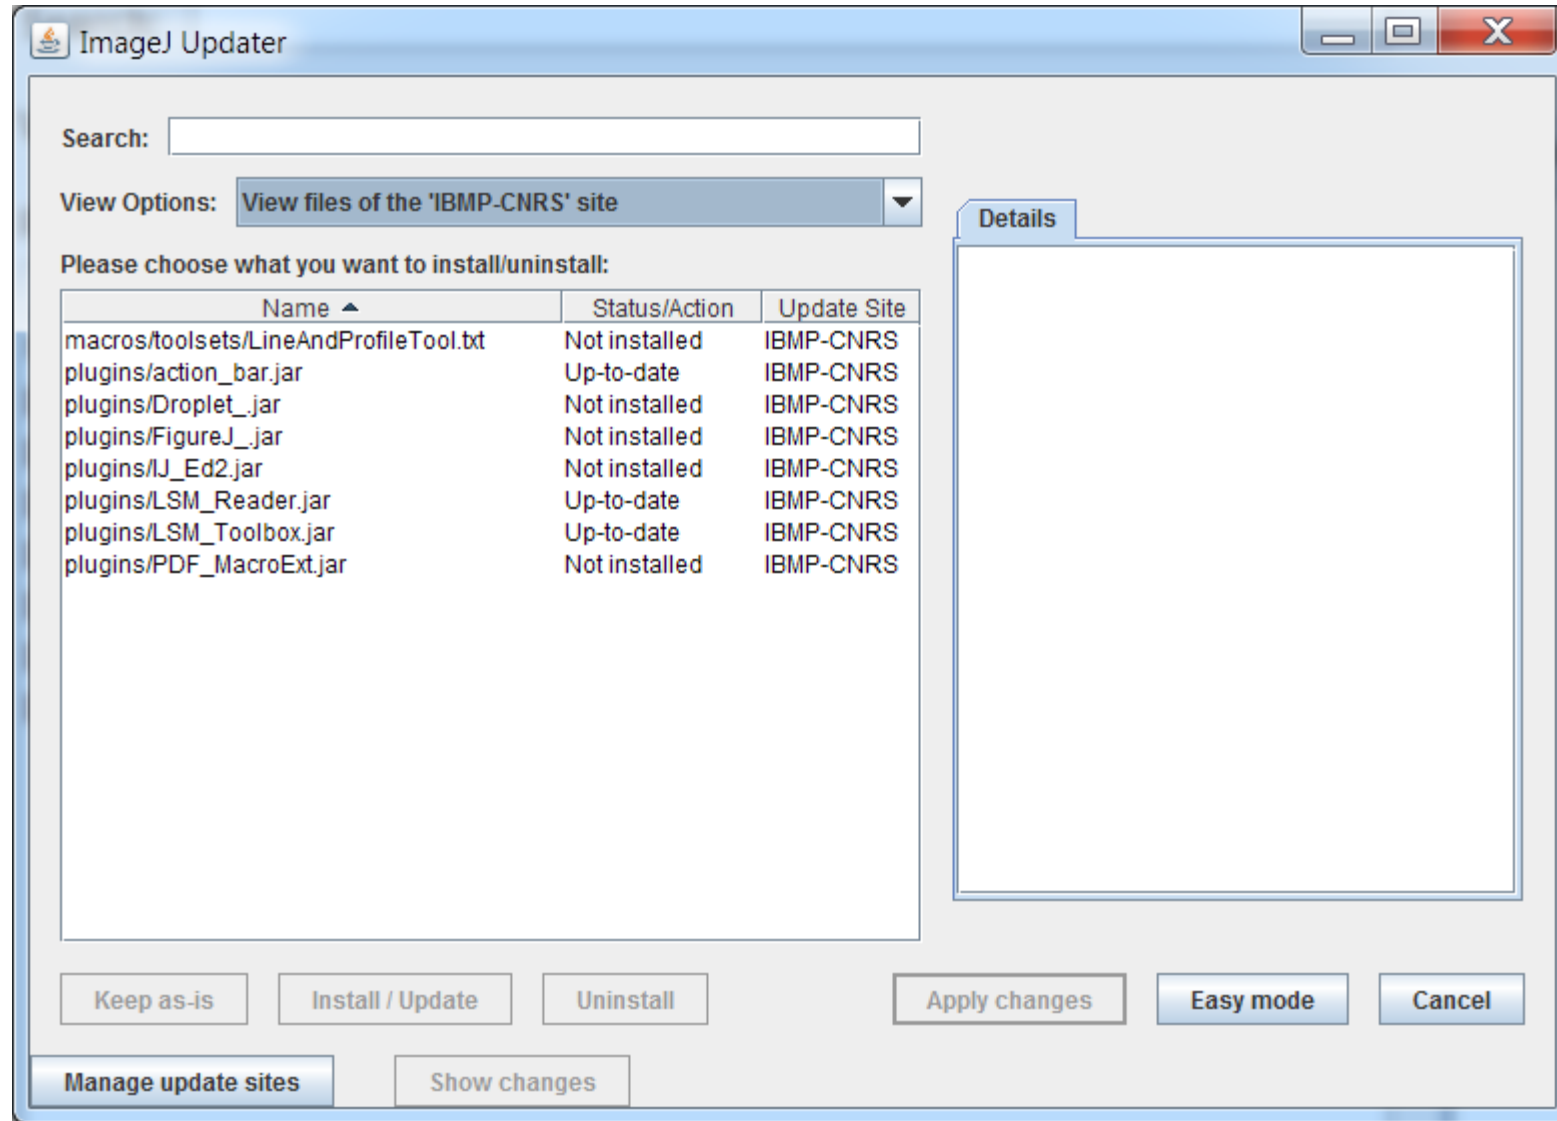 ImageJ Updater
Search:
View Options: View files of the 'IBMP-CNRS' site
Details
Please choose what you want to install/uninstall:
Name Status/Action Update Site
macros/toolsets/LineAndProfileTool.txt Not installed IBMP-CNRS
plugins/action_bar.jar Up-to-date IBMP-CNRS
plugins/Droplet_.jar Not installed IBMP-CNRS
plugins/FigureJ_.jar Not installed IBMP-CNRS
plugins/IJ_Ed2.jar Not installed IBMP-CNRS
plugins/LSM_Reader.jar Up-to-date IBMP-CNRS
plugins/LSM_Toolbox.jar Up-to-date IBMP-CNRS
plugins/PDF_MacroExt.jar Not installed IBMP-CNRS
Keep as-is Install / Update Uninstall Apply changes Easy mode Cancel
Manage update sites Show changes